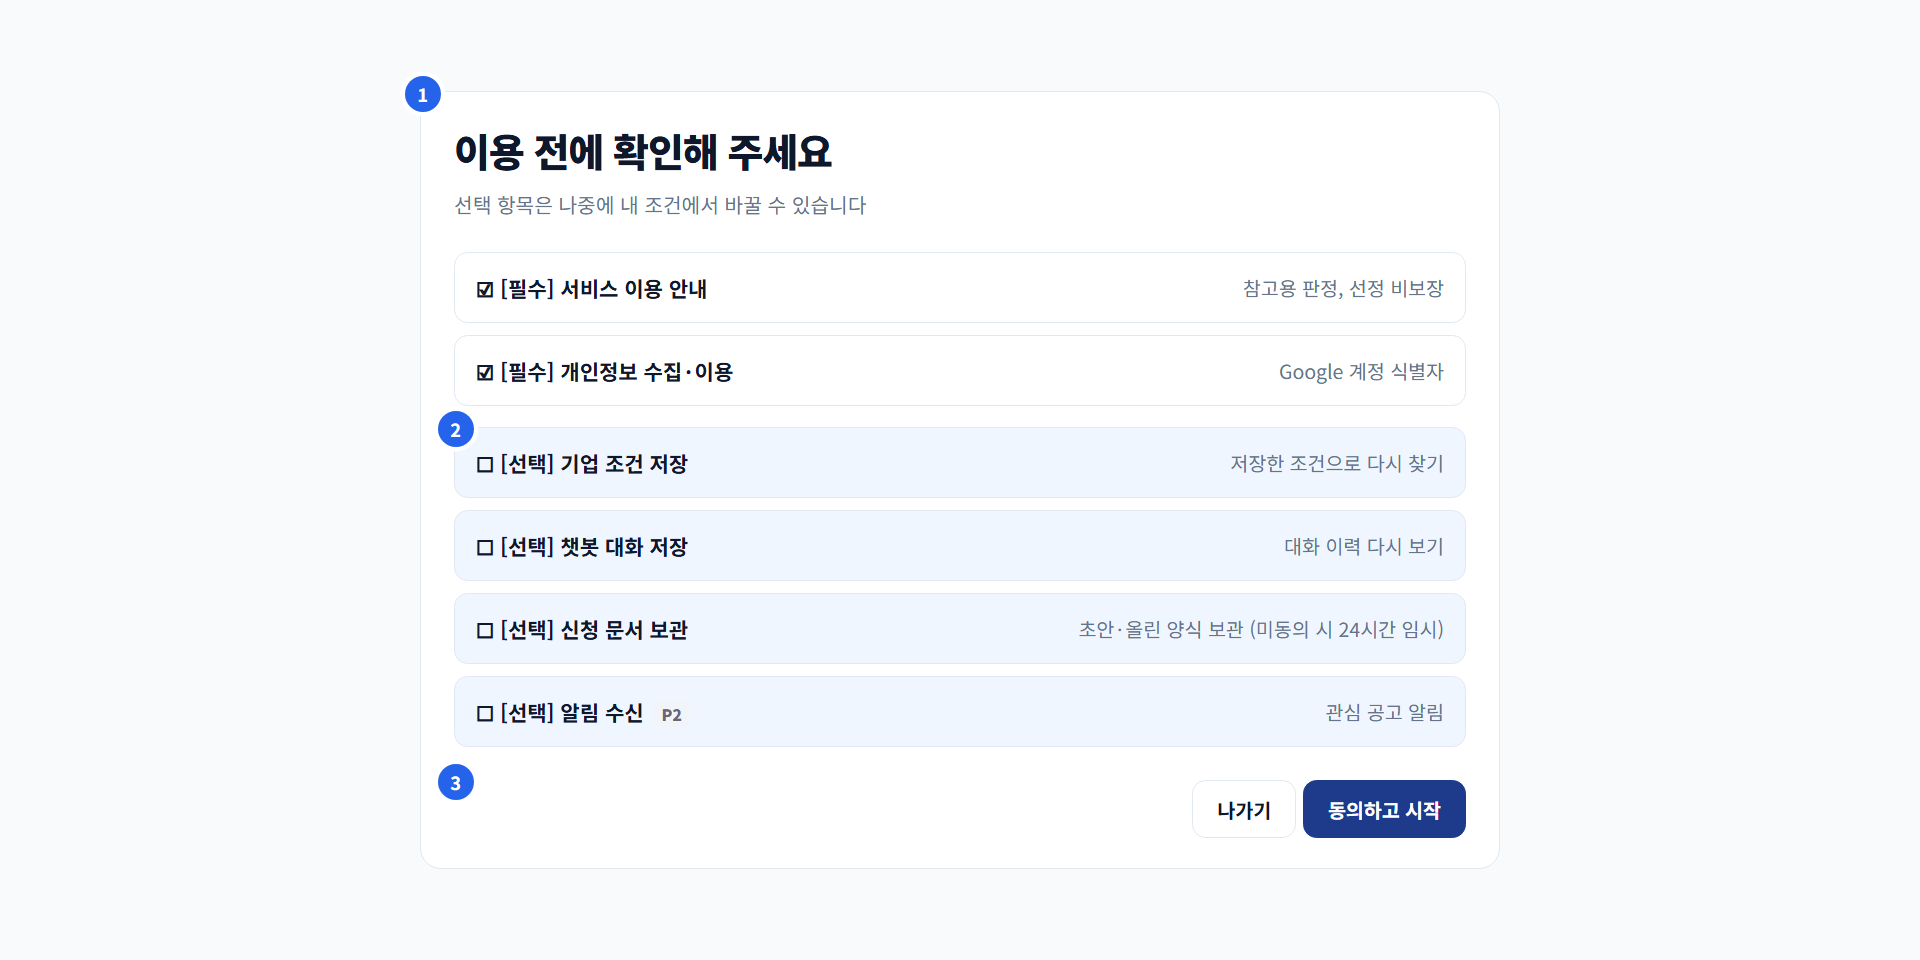 1
이용 전에 확인해 주세요
선택 항목은 나중에 내 조건에서 바꿀 수 있습니다
☑ [필수] 서비스 이용 안내 참고용 판정, 선정 비보장
☑ [필수] 개인정보 수집·이용 Google 계정 식별자
2
☐ [선택] 기업 조건 저장 저장한 조건으로 다시 찾기
☐ [선택] 챗봇 대화 저장 대화 이력 다시 보기
☐ [선택] 신청 문서 보관 초안·올린 양식 보관 (미동의 시 24시간 임시)
☐ [선택] 알림 수신 P2 관심 공고 알림
3
나가기 동의하고 시작